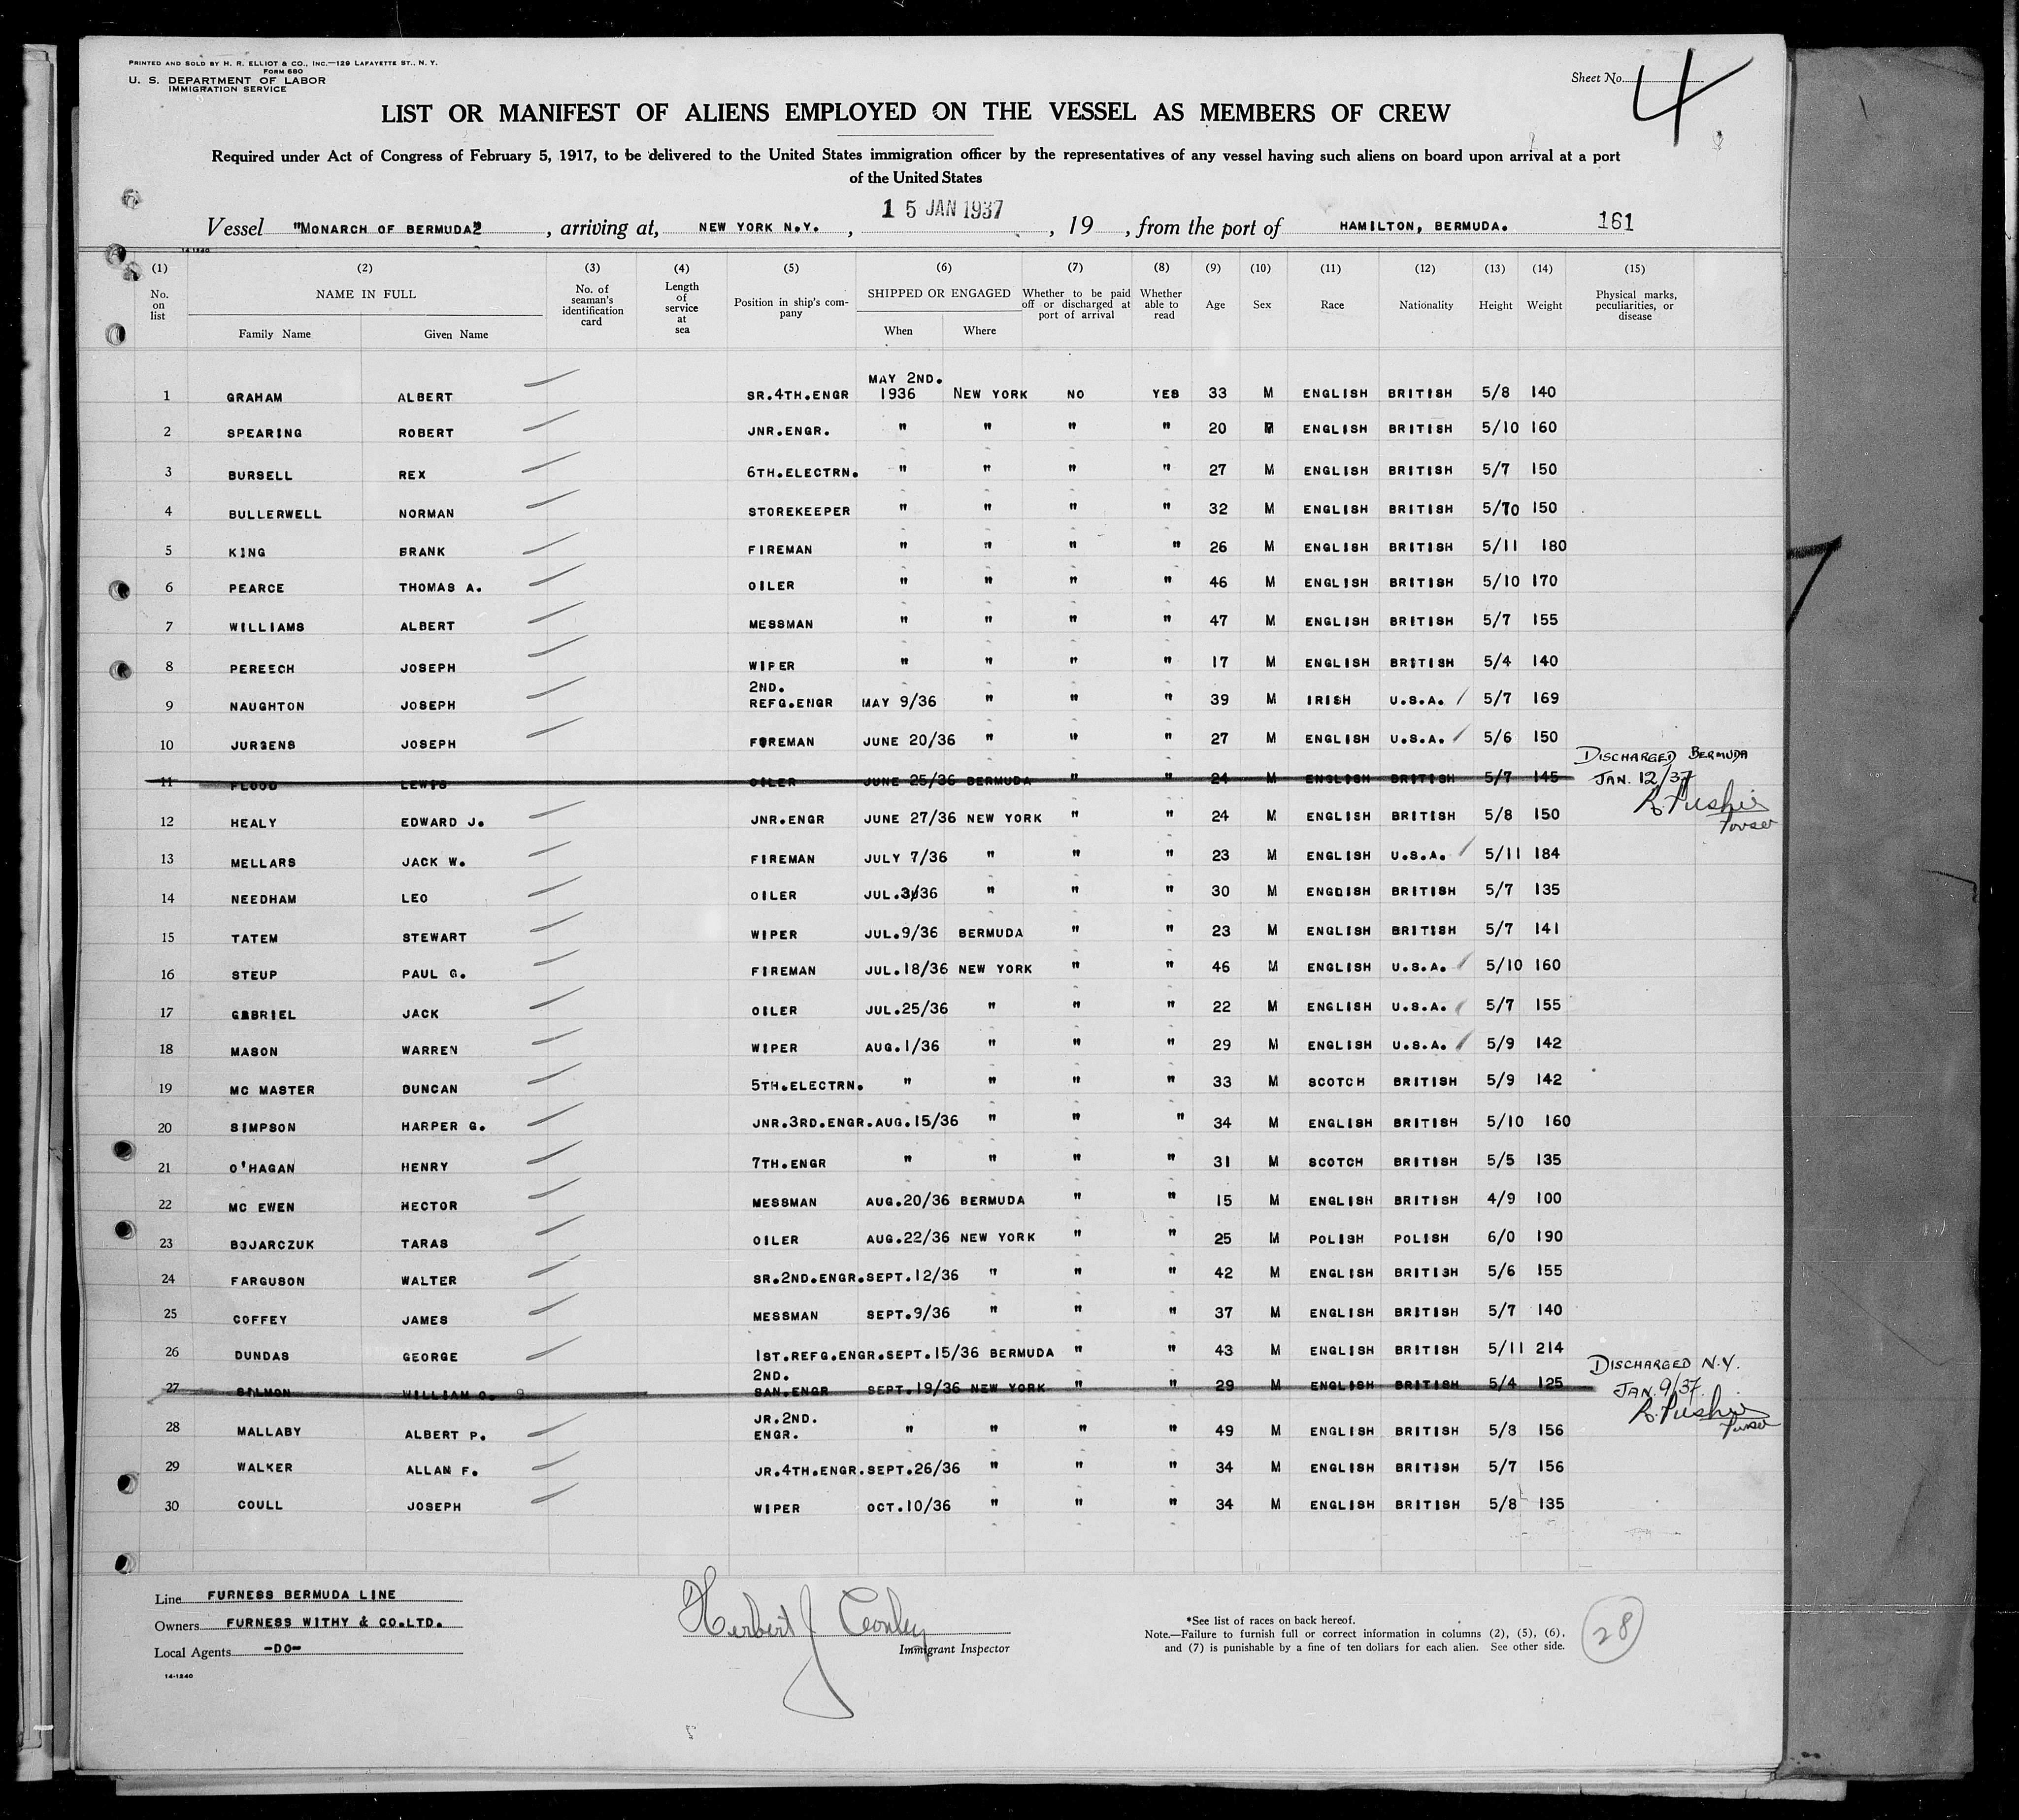 PRINTED AND SOLD BY H. R. ELLIOT & CO., INC.—129 LAFAYETTE ST., N. Y.
FORM 680
U. S. DEPARTMENT OF LABOR
IMMIGRATION SERVICE
Sheet No. 4
LIST OR MANIFEST OF ALIENS EMPLOYED ON THE VESSEL AS MEMBERS OF CREW
Required under Act of Congress of February 5, 1917, to be delivered to the United States immigration officer by the representatives of any vessel having such aliens on board upon arrival at a port
of the United States
15 JAN 1937
Vessel "MONARCH OF BERMUDA2, arriving at, NEW YORK N.Y., , 19 , from the port of HAMILTON, BERMUDA. 161
14-1240
(1) (2) (3) (4) (5) (6) (7) (8) (9) (10) (11) (12) (13) (14) (15)
No. on list NAME IN FULL Family Name Given Name No. of seaman's identification card Length of service at sea Position in ship's company SHIPPED OR ENGAGED When Where Whether to be paid off or discharged at port of arrival Whether able to read Age Sex Race Nationality Height Weight Physical marks, peculiarities, or disease
MAY 2ND.
1 GRAHAM ALBERT SR.4TH.ENGR 1936 NEW YORK NO YES 33 M ENGLISH BRITISH 5/8 140
2 SPEARING ROBERT JNR.ENGR. " " " " 20 M ENGLISH BRITISH 5/10 160
3 BURSELL REX 6TH.ELECTRN. " " " " 27 M ENGLISH BRITISH 5/7 150
4 BULLERWELL NORMAN STOREKEEPER " " " " 32 M ENGLISH BRITISH 5/70 150
5 KING BRANK FIREMAN " " " " 26 M ENGLISH BRITISH 5/11 180
6 PEARCE THOMAS A. OILER " " " " 46 M ENGLISH BRITISH 5/10 170
7 WILLIAMS ALBERT MESSMAN " " " " 47 M ENGLISH BRITISH 5/7 155
8 PEREECH JOSEPH WIPER " " " " 17 M ENGLISH BRITISH 5/4 140
2ND.
9 NAUGHTON JOSEPH REFG.ENGR MAY 9/36 " " " 39 M IRISH U.S.A. 5/7 169
10 JURGENS JOSEPH FOREMAN JUNE 20/36 " " " 27 M ENGLISH U.S.A. 5/6 150
DISCHARGED BERMUDA
11 FLOOD LEWIS OILER JUNE 25/36 BERMUDA " " 24 M ENGLISH BRITISH 5/7 145 JAN. 12/37
12 HEALY EDWARD J. JNR.ENGR JUNE 27/36 NEW YORK " " 24 M ENGLISH BRITISH 5/8 150
13 MELLARS JACK W. FIREMAN JULY 7/36 " " " 23 M ENGLISH U.S.A. 5/11 184
14 NEEDHAM LEO OILER JUL.3/36 " " " 30 M ENGDISH BRITISH 5/7 135
15 TATEM STEWART WIPER JUL.9/36 BERMUDA " " 23 M ENGLISH BRITISH 5/7 141
16 STEUP PAUL G. FIREMAN JUL.18/36 NEW YORK " " 46 M ENGLISH U.S.A. 5/10 160
17 GABRIEL JACK OILER JUL.25/36 " " " 22 M ENGLISH U.S.A. 5/7 155
18 MASON WARREN WIPER AUG.1/36 " " " 29 M ENGLISH U.S.A. 5/9 142
19 MC MASTER DUNCAN 5TH.ELECTRN. " " " " 33 M SCOTCH BRITISH 5/9 142
20 SIMPSON HARPER G. JNR.3RD.ENGR.AUG.15/36 " " " 34 M ENGLISH BRITISH 5/10 160
21 O'HAGAN HENRY 7TH.ENGR " " " " 31 M SCOTCH BRITISH 5/5 135
22 MC EWEN HECTOR MESSMAN AUG.20/36 BERMUDA " " 15 M ENGLISH BRITISH 4/9 100
23 BOJARCZUK TARAS OILER AUG.22/36 NEW YORK " " 25 M POLISH POLISH 6/0 190
24 FARGUSON WALTER SR.2ND.ENGR.SEPT.12/36 " " " 42 M ENGLISH BRITISH 5/6 155
25 COFFEY JAMES MESSMAN SEPT.9/36 " " " 37 M ENGLISH BRITISH 5/7 140
26 DUNDAS GEORGE 1ST.REFG.ENGR.SEPT.15/36 BERMUDA " " 43 M ENGLISH BRITISH 5/11 214
2ND. DISCHARGED N.Y.
27 WILLIAM SAN.ENGR SEPT.19/36 NEW YORK " " 29 M ENGLISH BRITISH 5/4 125 JAN. 9/37.
Purser
JR.2ND.
28 MALLABY ALBERT P. ENGR. " " " " 49 M ENGLISH BRITISH 5/8 156
29 WALKER ALLAN F. JR.4TH.ENGR.SEPT.26/36 " " " 34 M ENGLISH BRITISH 5/7 156
30 COULL JOSEPH WIPER OCT.10/36 " " " 34 M ENGLISH BRITISH 5/8 135
Line FURNESS BERMUDA LINE
Owners FURNESS WITHY & CO.LTD.
Local Agents -DO-
14-1240
Herbert J Conley
Immigrant Inspector
*See list of races on back hereof.
Note.—Failure to furnish full or correct information in columns (2), (5), (6),
and (7) is punishable by a fine of ten dollars for each alien. See other side.
28